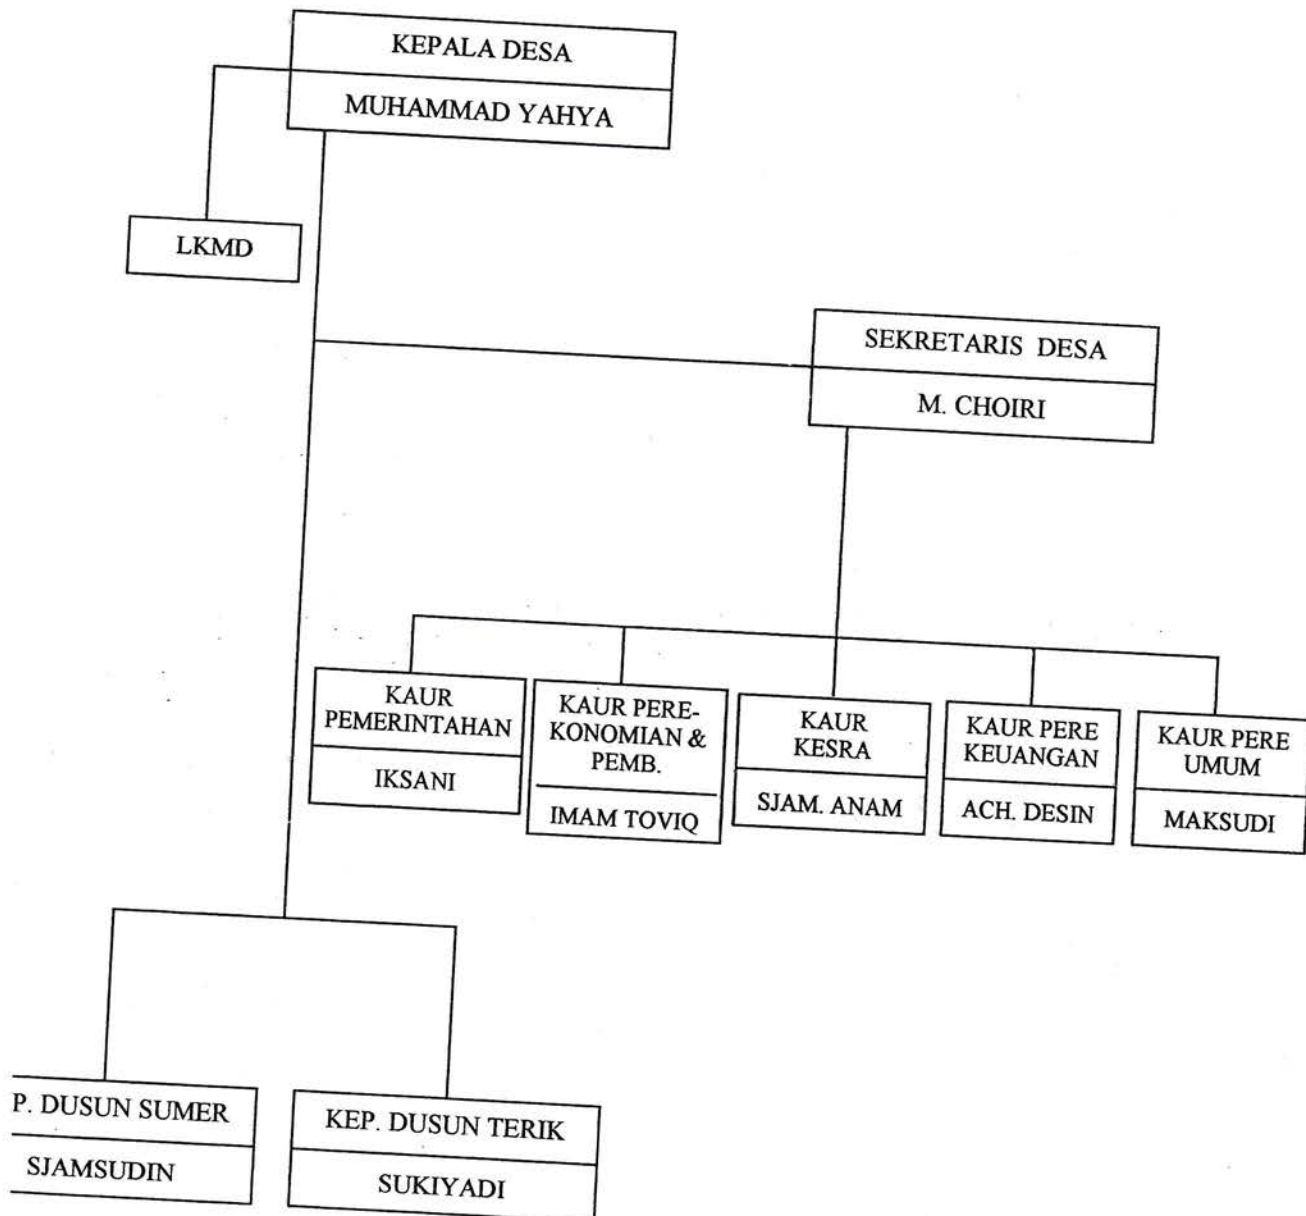 KEPALA DESA
MUHAMMAD YAHYA
LKMD
SEKRETARIS DESA
M. CHOIRI
KAUR
PEMERINTAHAN
IKSANI
KAUR PERE-
KONOMIAN &
PEMB.
IMAM TOVIQ
KAUR
KESRA
SJAM. ANAM
KAUR PERE
KEUANGAN
ACH. DESIN
KAUR PERE
UMUM
MAKSUDI
P. DUSUN SUMER
SJAMSUDIN
KEP. DUSUN TERIK
SUKIYADI